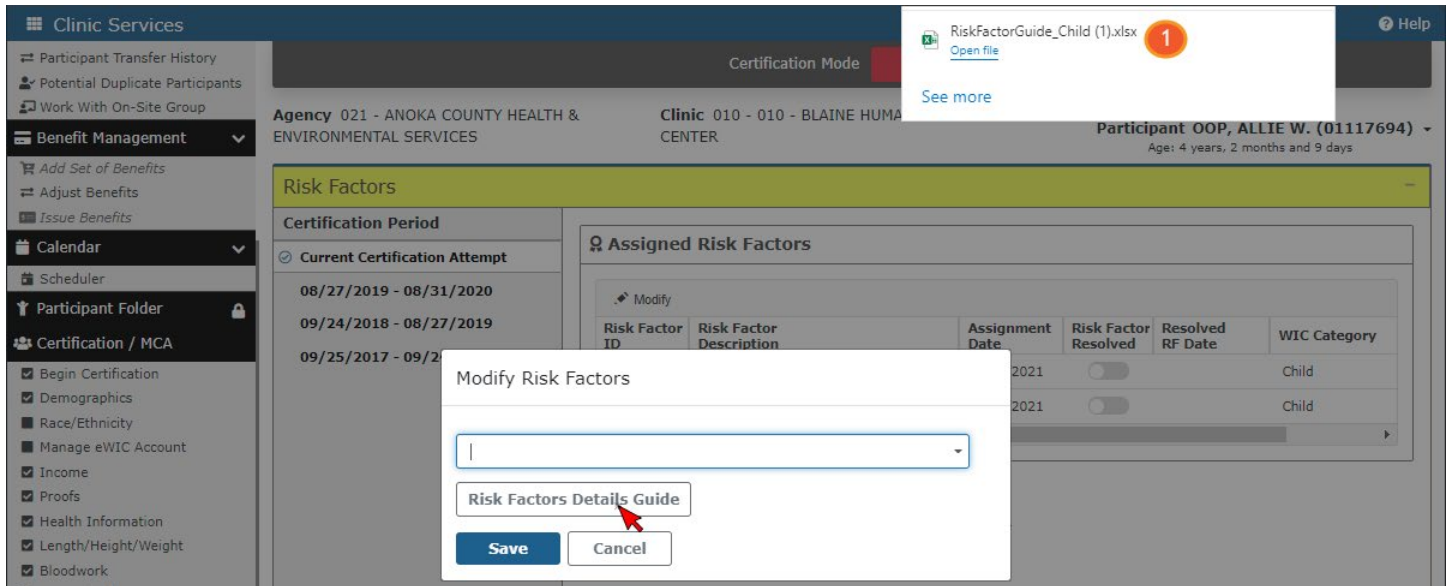 Clinic Services
Help
RiskFactorGuide_Child (1).xlsx
Open file
1
See more
Participant Transfer History
Potential Duplicate Participants
Work With On-Site Group
Benefit Management
Add Set of Benefits
Adjust Benefits
Issue Benefits
Calendar
Scheduler
Participant Folder
Certification / MCA
Begin Certification
Demographics
Race/Ethnicity
Manage eWIC Account
Income
Proofs
Health Information
Length/Height/Weight
Bloodwork
Certification Mode
Agency 021 - ANOKA COUNTY HEALTH &
ENVIRONMENTAL SERVICES
Clinic 010 - 010 - BLAINE HUMA
CENTER
Participant OOP, ALLIE W. (01117694)
Age: 4 years, 2 months and 9 days
Risk Factors
Certification Period
Current Certification Attempt
08/27/2019 - 08/31/2020
09/24/2018 - 08/27/2019
09/25/2017 - 09/2
Assigned Risk Factors
Modify
Risk Factor ID
Risk Factor Description
Assignment Date
Risk Factor Resolved
Resolved RF Date
WIC Category
2021
Child
2021
Child
Modify Risk Factors
Risk Factors Details Guide
Save
Cancel